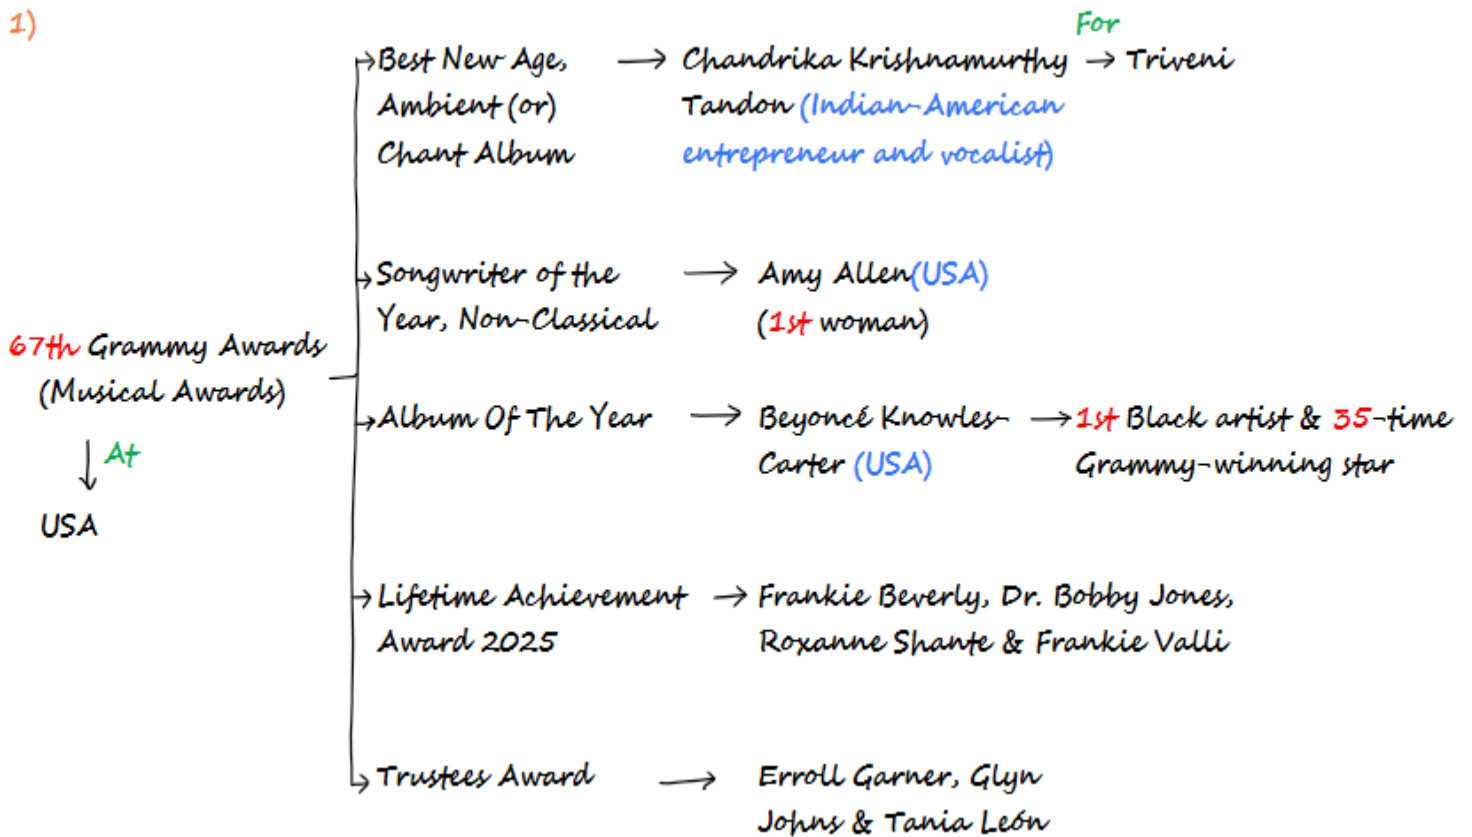 1)
67th Grammy Awards
(Musical Awards)
At
USA
Best New Age,
Ambient (or)
Chant Album
Chandrika Krishnamurthy
Tandon (Indian-American
entrepreneur and vocalist)
For
Triveni
Songwriter of the
Year, Non-Classical
Amy Allen(USA)
(1st woman)
Album Of The Year
Beyoncé Knowles-
Carter (USA)
1st Black artist & 35-time
Grammy-winning star
Lifetime Achievement
Award 2025
Frankie Beverly, Dr. Bobby Jones,
Roxanne Shante & Frankie Valli
Trustees Award
Erroll Garner, Glyn
Johns & Tania León